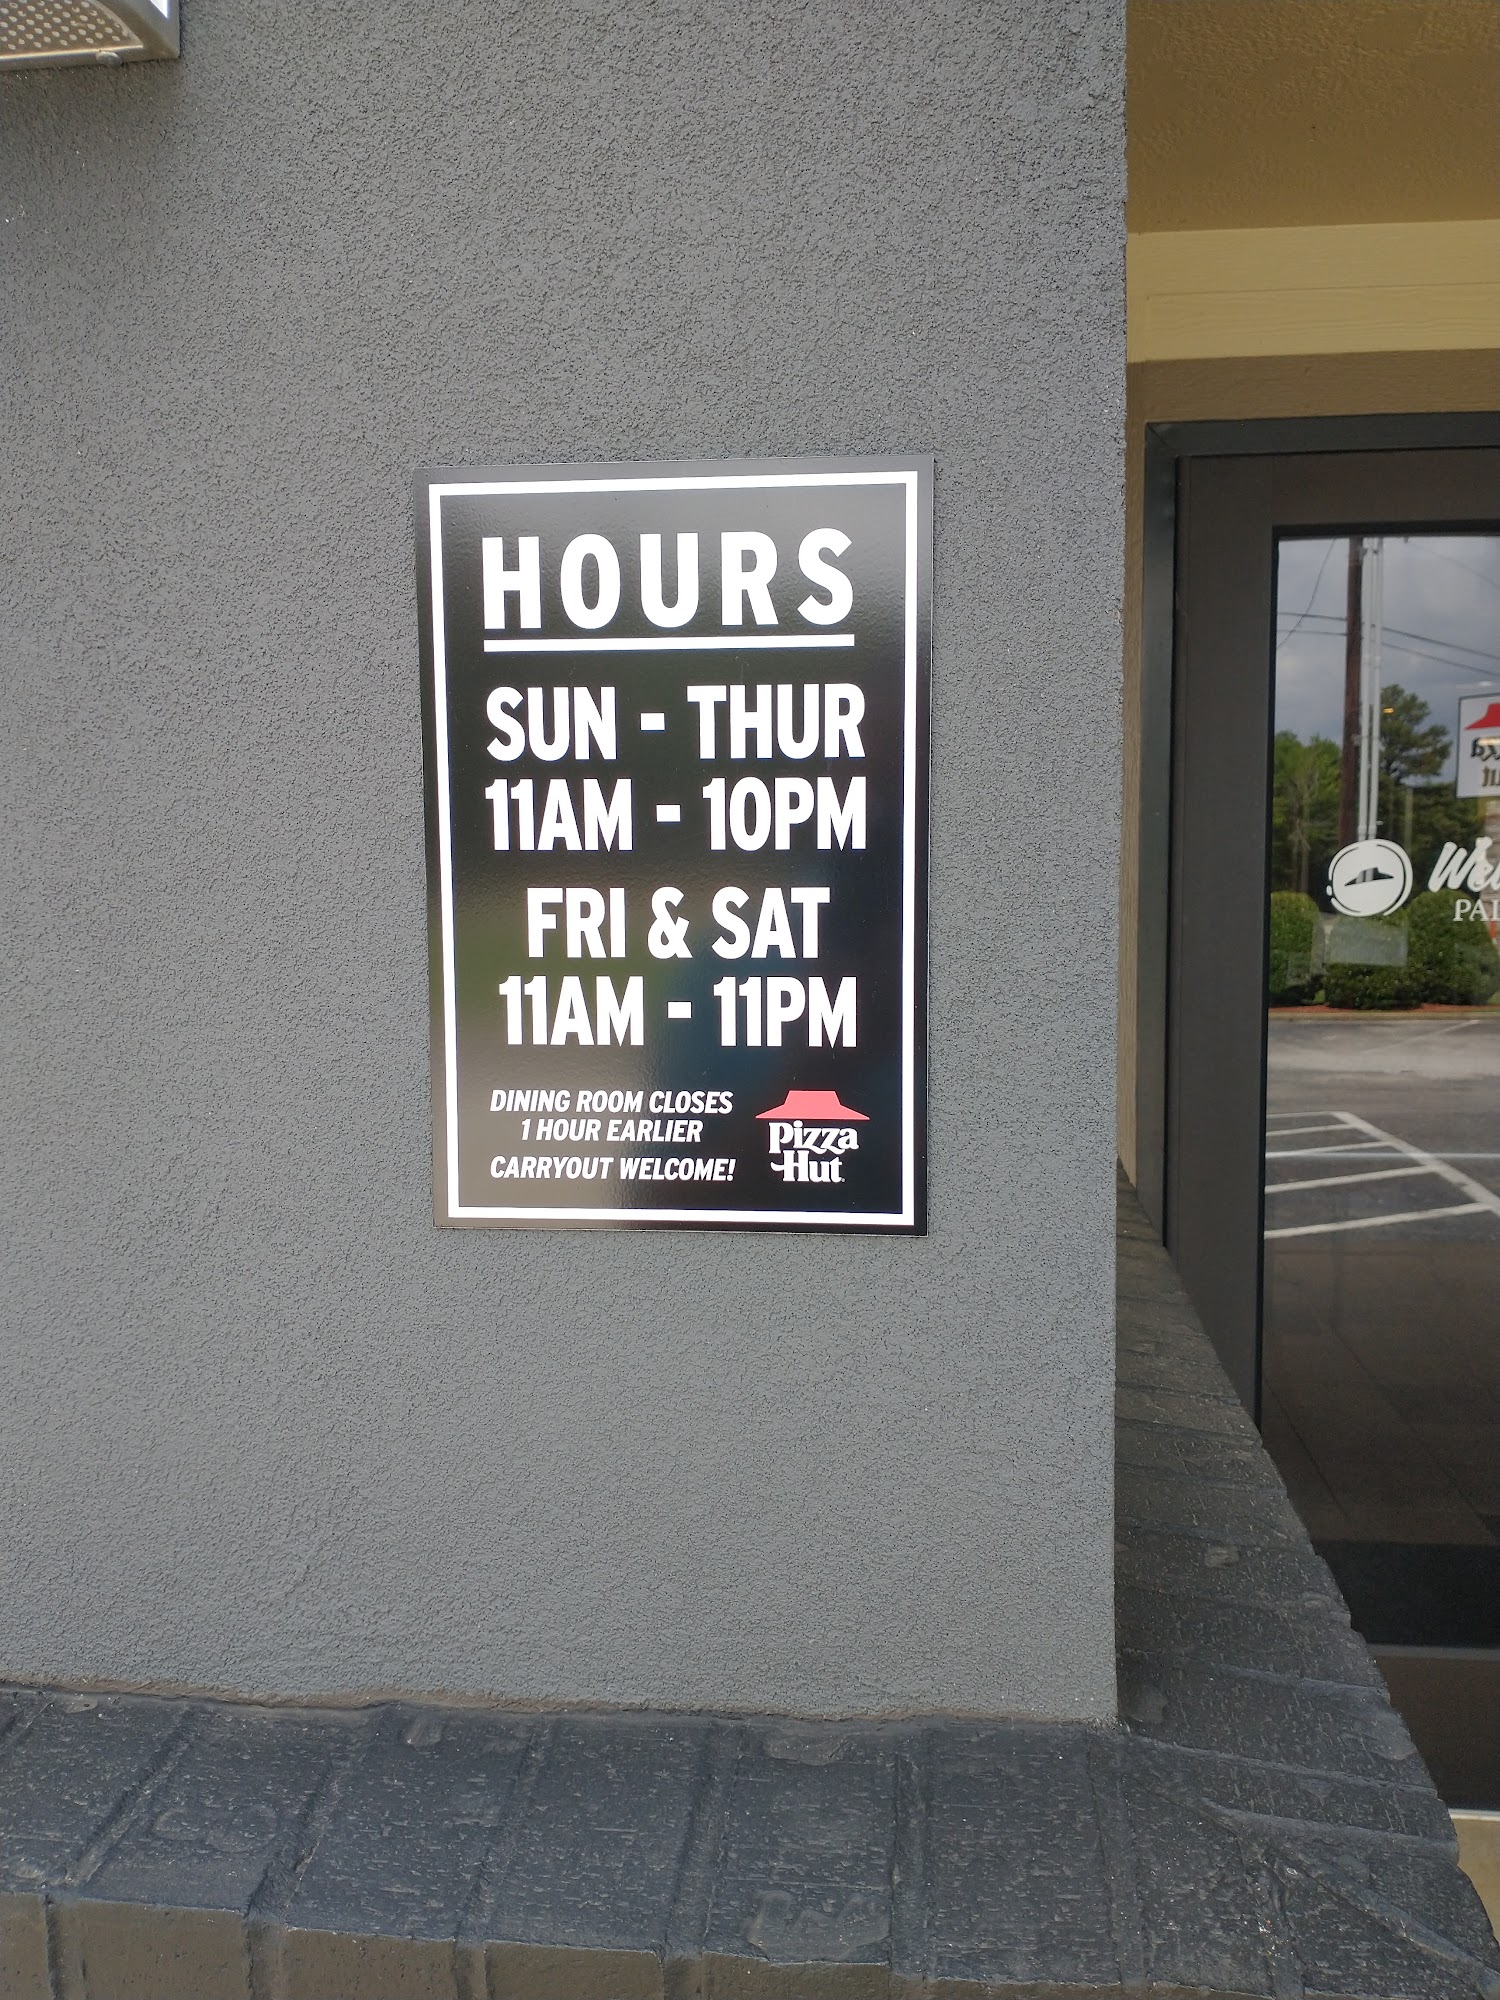 HOURS
SUN - THUR
11AM - 10PM
FRI & SAT
11AM - 11PM
DINING ROOM CLOSES
1 HOUR EARLIER
CARRYOUT WELCOME!
Pizza
Hut